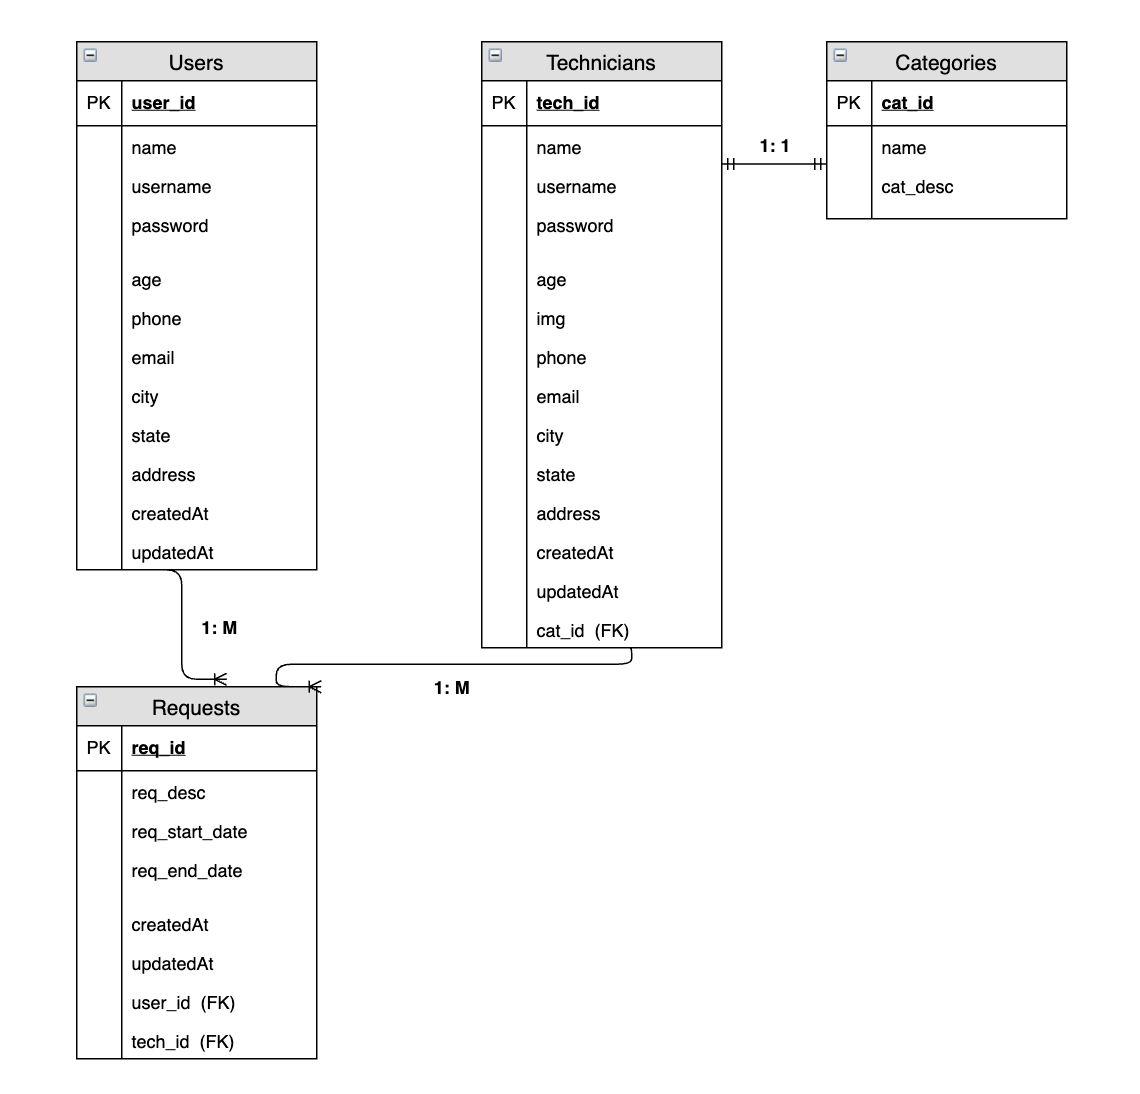 Users
PK user_id
name
username
password
age
phone
email
city
state
address
createdAt
updatedAt
Technicians
PK tech_id
name
username
password
age
img
phone
email
city
state
address
createdAt
updatedAt
cat_id (FK)
1: 1
Categories
PK cat_id
name
cat_desc
1: M
1: M
Requests
PK req_id
req_desc
req_start_date
req_end_date
createdAt
updatedAt
user_id (FK)
tech_id (FK)